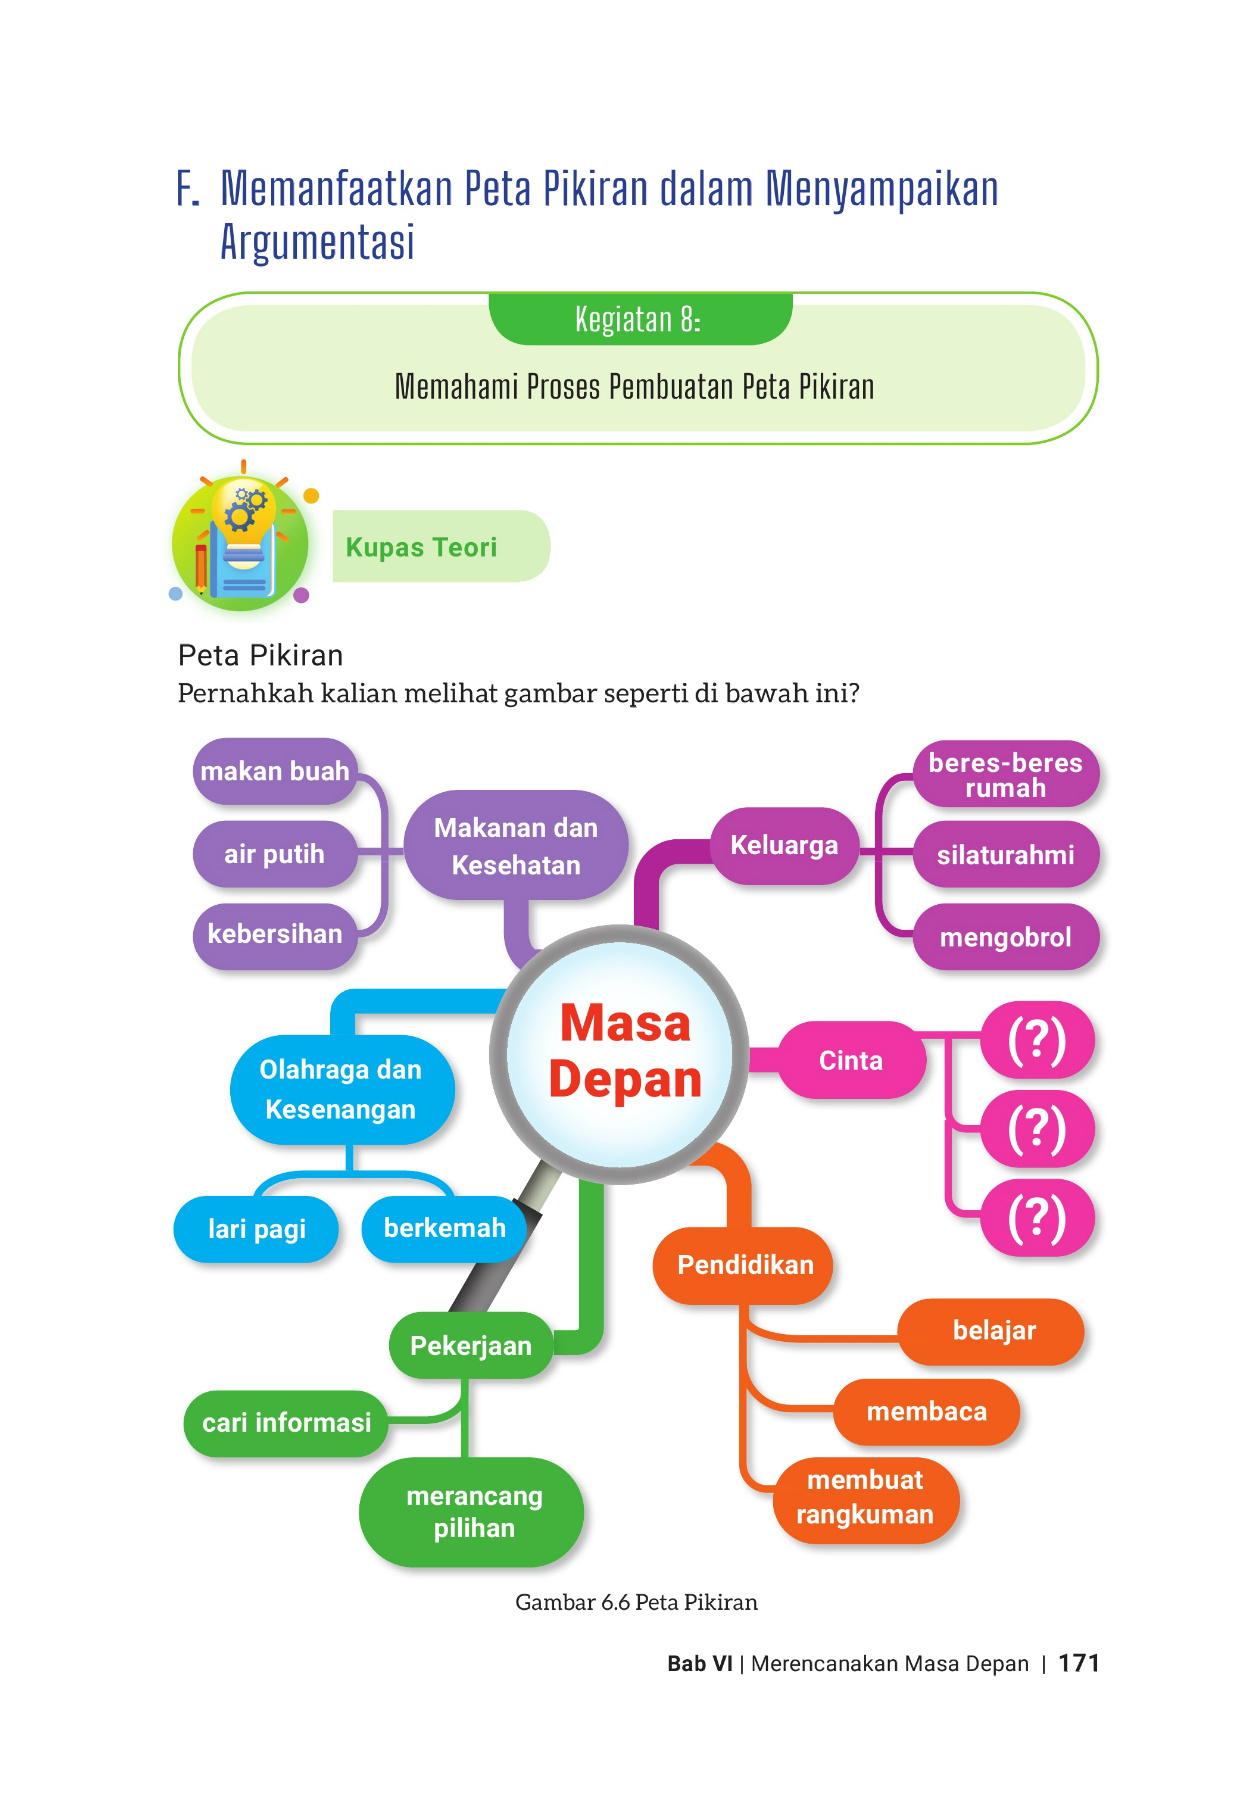 F. Memanfaatkan Peta Pikiran dalam Menyampaikan
Argumentasi
Kegiatan 8:
Memahami Proses Pembuatan Peta Pikiran
Kupas Teori
Peta Pikiran
Pernahkah kalian melihat gambar seperti di bawah ini?
makan buah
air putih
kebersihan
Makanan dan
Kesehatan
Keluarga
beres-beres
rumah
silaturahmi
mengobrol
Masa
Depan
Olahraga dan
Kesenangan
lari pagi
berkemah
Cinta
(?)
(?)
(?)
Pendidikan
belajar
membaca
membuat
rangkuman
Pekerjaan
cari informasi
merancang
pilihan
Gambar 6.6 Peta Pikiran
Bab VI | Merencanakan Masa Depan | 171